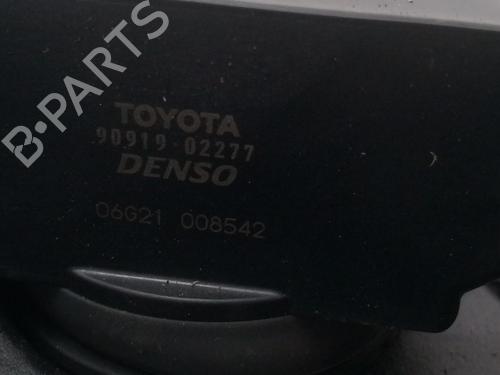 B-PARTS
TOYOTA
90919-02277
DENSO
06G21 008542